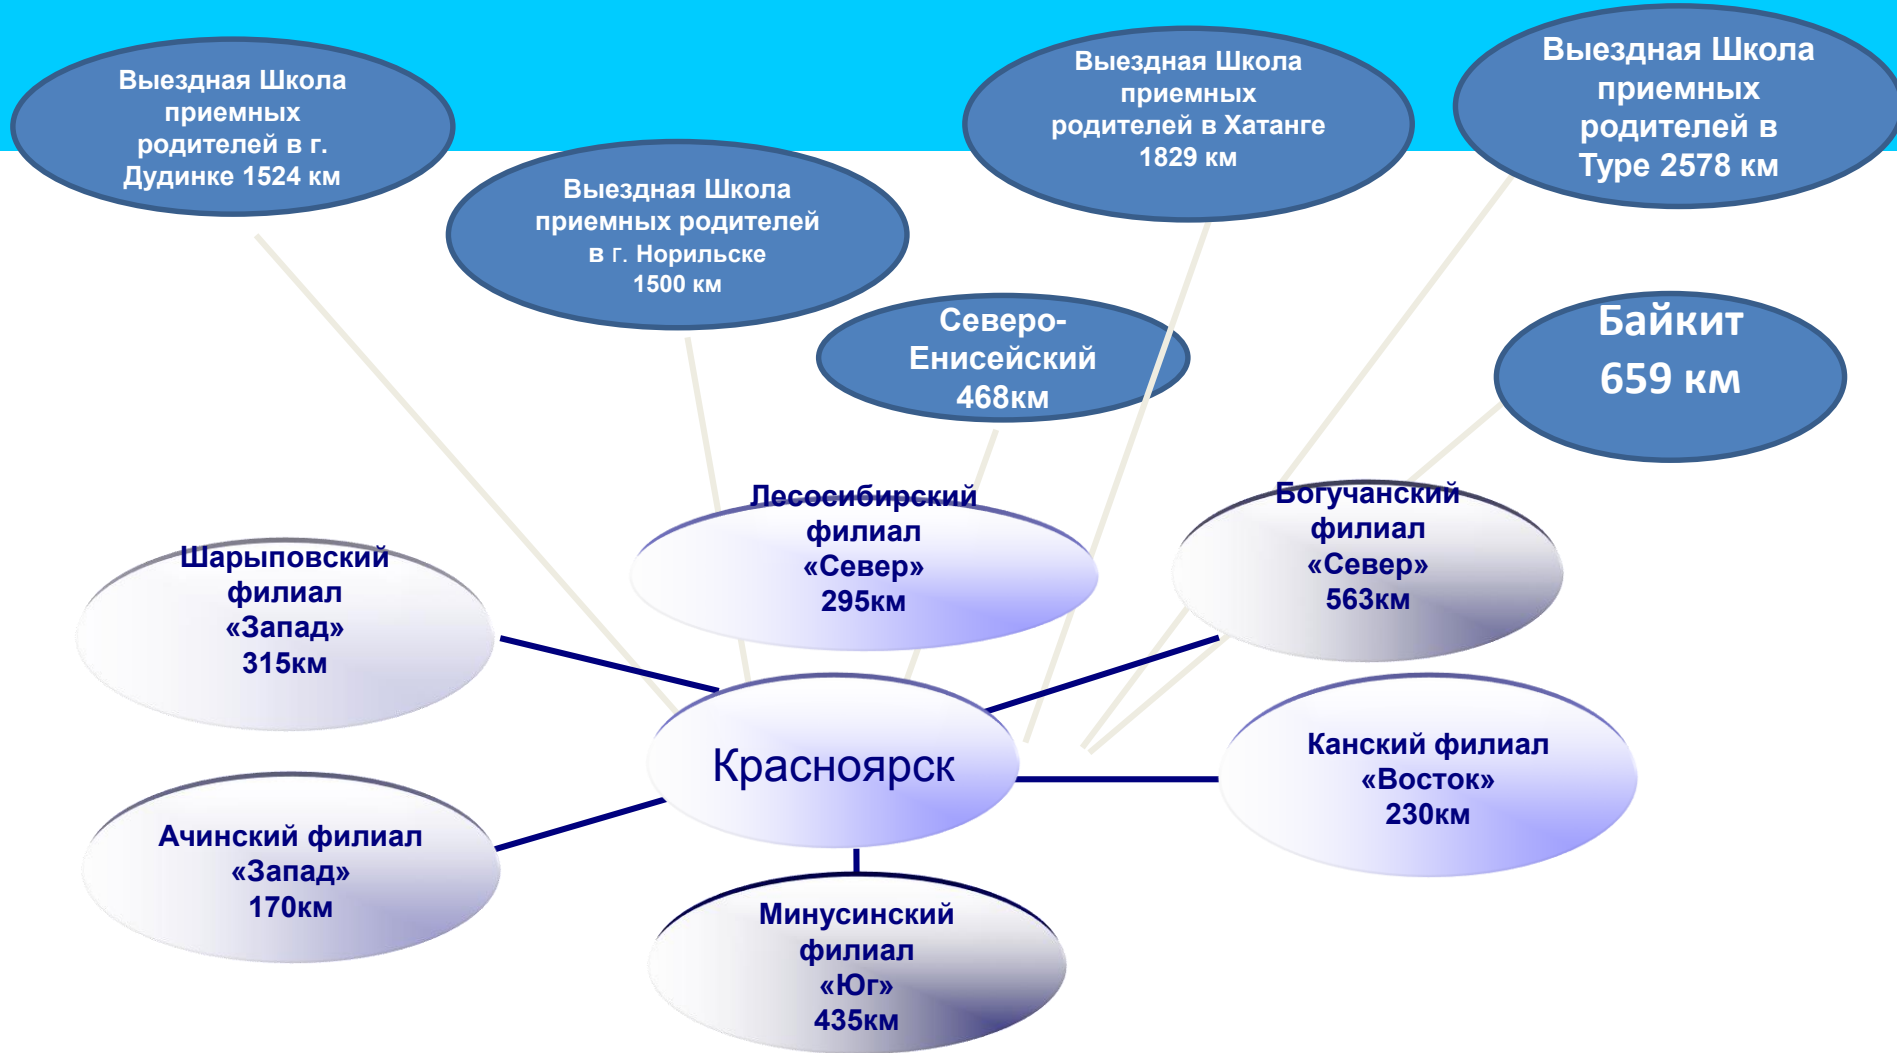 Выездная Школа
приемных
родителей в г.
Дудинке 1524 км
Выездная Школа
приемных родителей
в г. Норильске
1500 км
Выездная Школа
приемных
родителей в Хатанге
1829 км
Выездная Школа
приемных
родителей в
Туре 2578 км
Северо-
Енисейский
468км
Байкит
659 км
Лесосибирский
филиал
«Север»
295км
Богучанский
филиал
«Север»
563км
Шарыповский
филиал
«Запад»
315км
Красноярск
Канский филиал
«Восток»
230км
Ачинский филиал
«Запад»
170км
Минусинский
филиал
«Юг»
435км